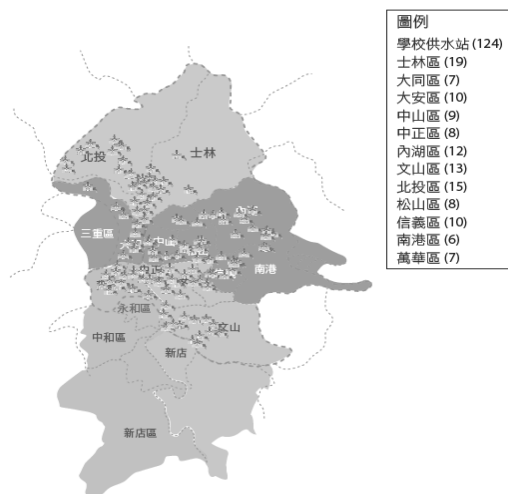 圖例
學校供水站 (124)
士林區 (19)
大同區 (7)
大安區 (10)
中山區 (9)
中正區 (8)
內湖區 (12)
文山區 (13)
北投區 (15)
松山區 (8)
信義區 (10)
南港區 (6)
萬華區 (7)
北投
士林
三重區
南港
永和區
中和區
文山
新店
新店區